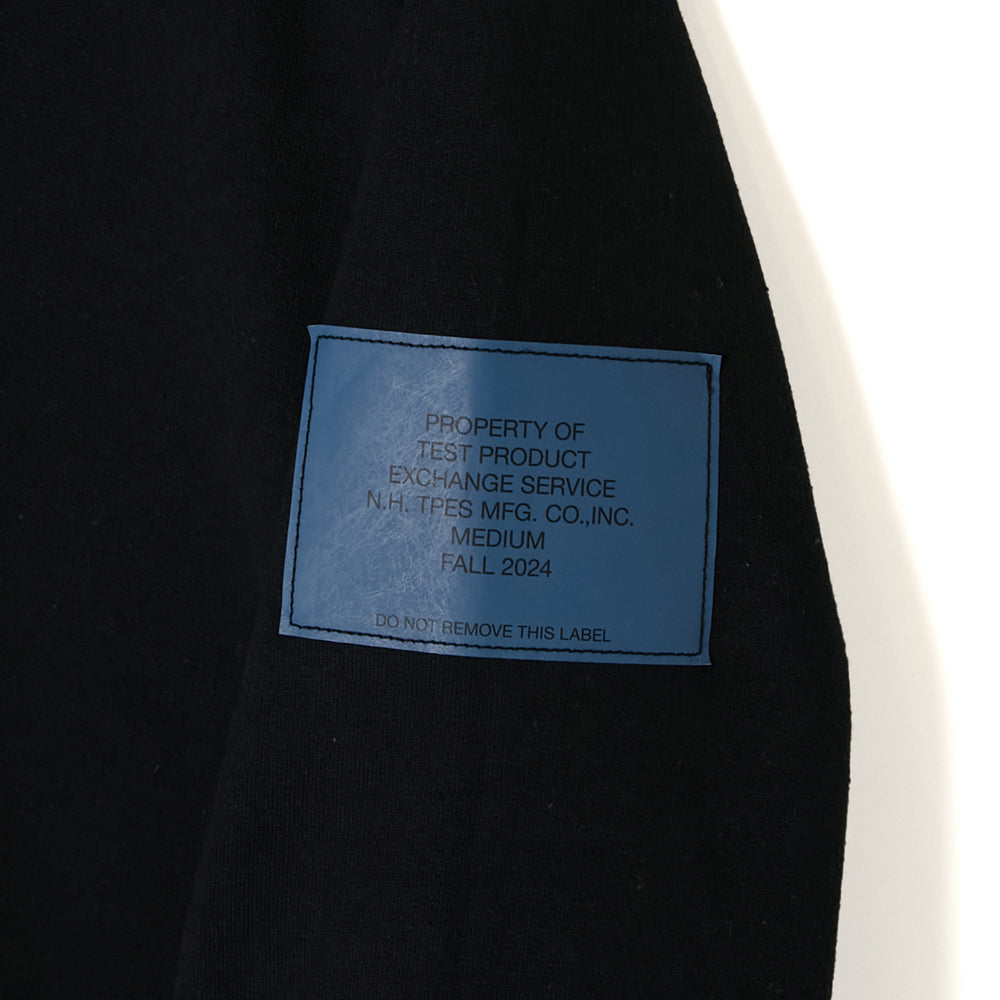 PROPERTY OF
TEST PRODUCT
EXCHANGE SERVICE
N.H. TPES MFG. CO.,INC.
MEDIUM
FALL 2024
DO NOT REMOVE THIS LABEL